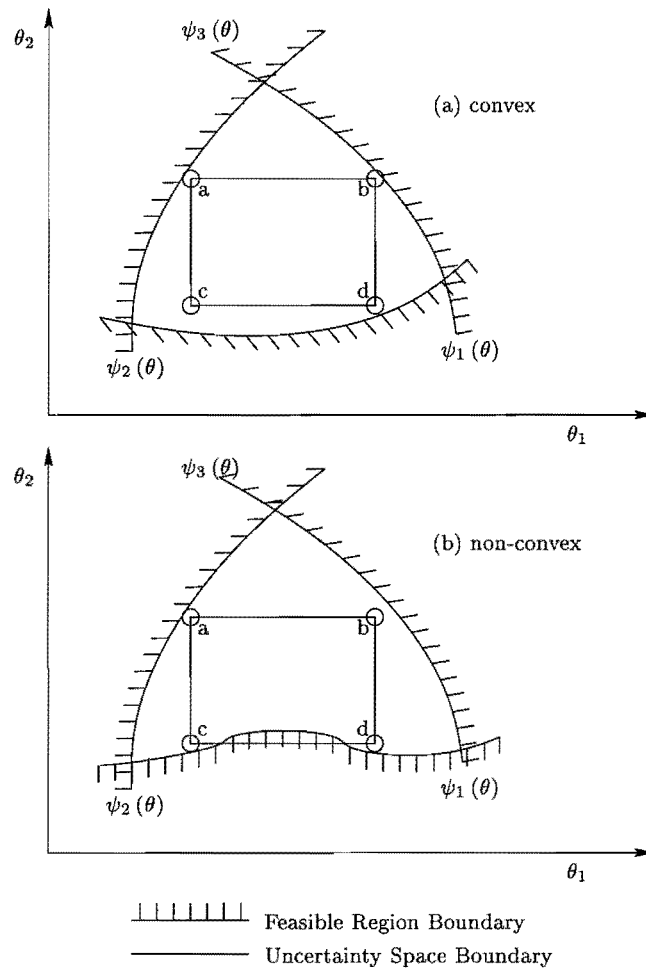 ψ₃ (θ)
θ₂
(a) convex
a
b
c
d
ψ₂ (θ)
ψ₁ (θ)
θ₁
ψ₃ (θ)
θ₂
(b) non-convex
a
b
c
d
ψ₂ (θ)
ψ₁ (θ)
θ₁
Feasible Region Boundary
Uncertainty Space Boundary